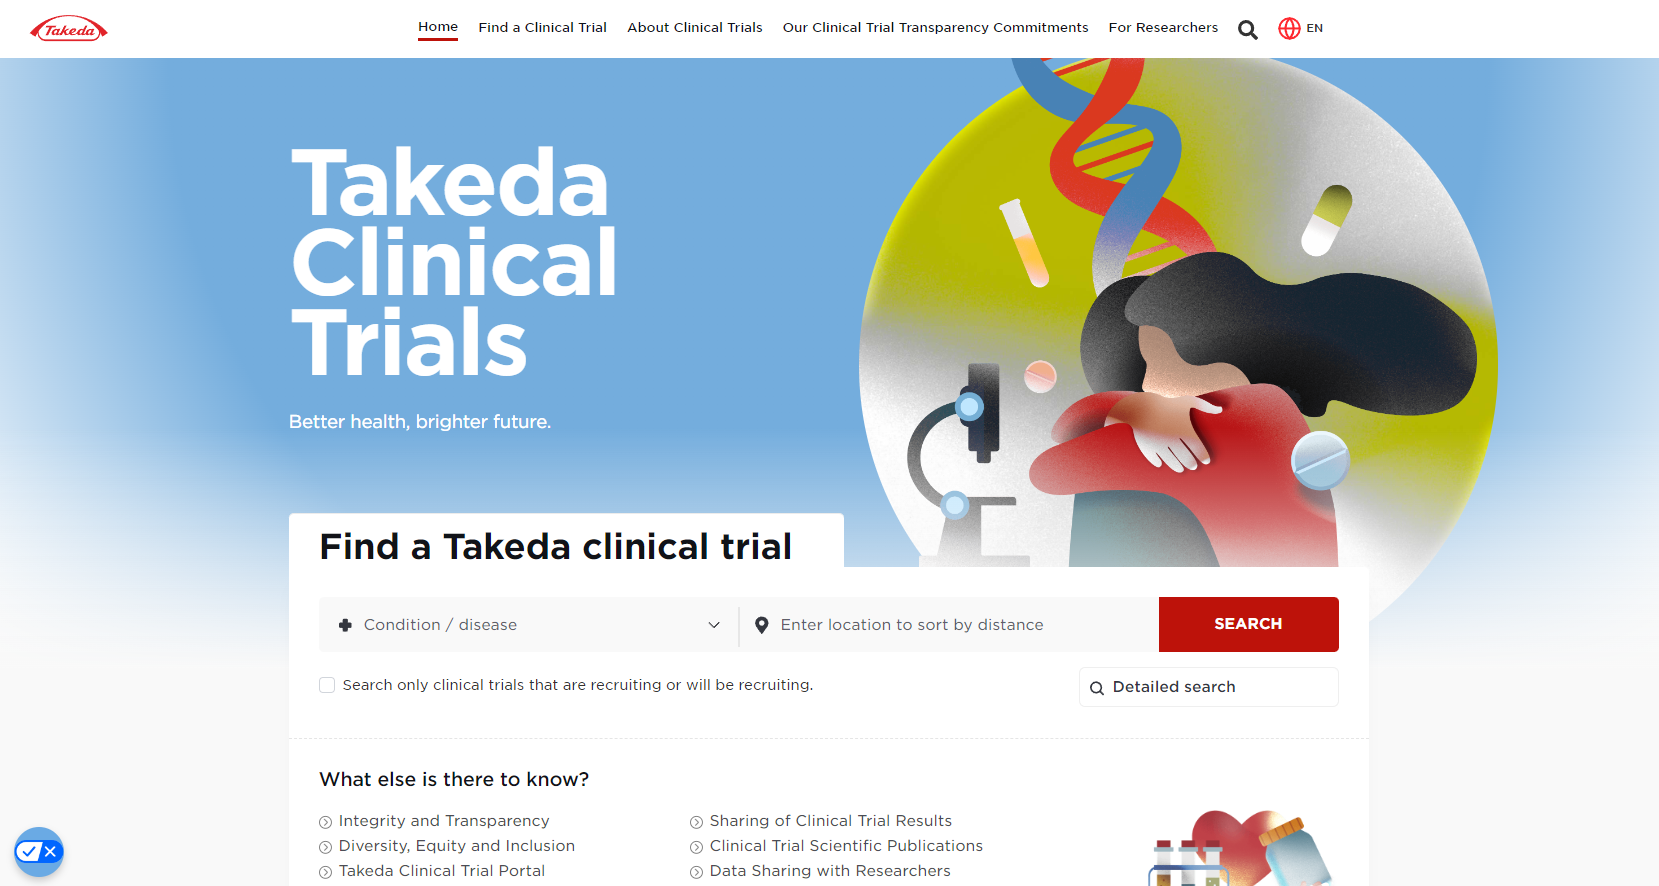 Takeda
Home
Find a Clinical Trial
About Clinical Trials
Our Clinical Trial Transparency Commitments
For Researchers
EN
Takeda
Clinical
Trials
Better health, brighter future.
Find a Takeda clinical trial
Condition / disease
Enter location to sort by distance
SEARCH
Search only clinical trials that are recruiting or will be recruiting.
Detailed search
What else is there to know?
Integrity and Transparency
Diversity, Equity and Inclusion
Takeda Clinical Trial Portal
Sharing of Clinical Trial Results
Clinical Trial Scientific Publications
Data Sharing with Researchers